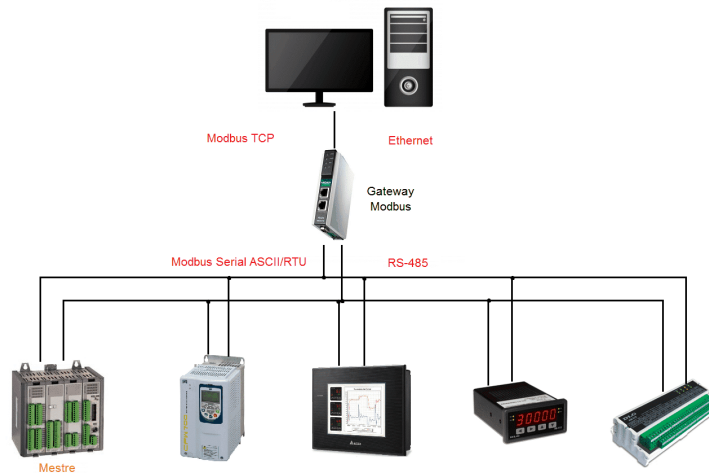 Modbus TCP
Ethernet
Gateway
Modbus
Modbus Serial ASCII/RTU
RS-485
30000
Mestre